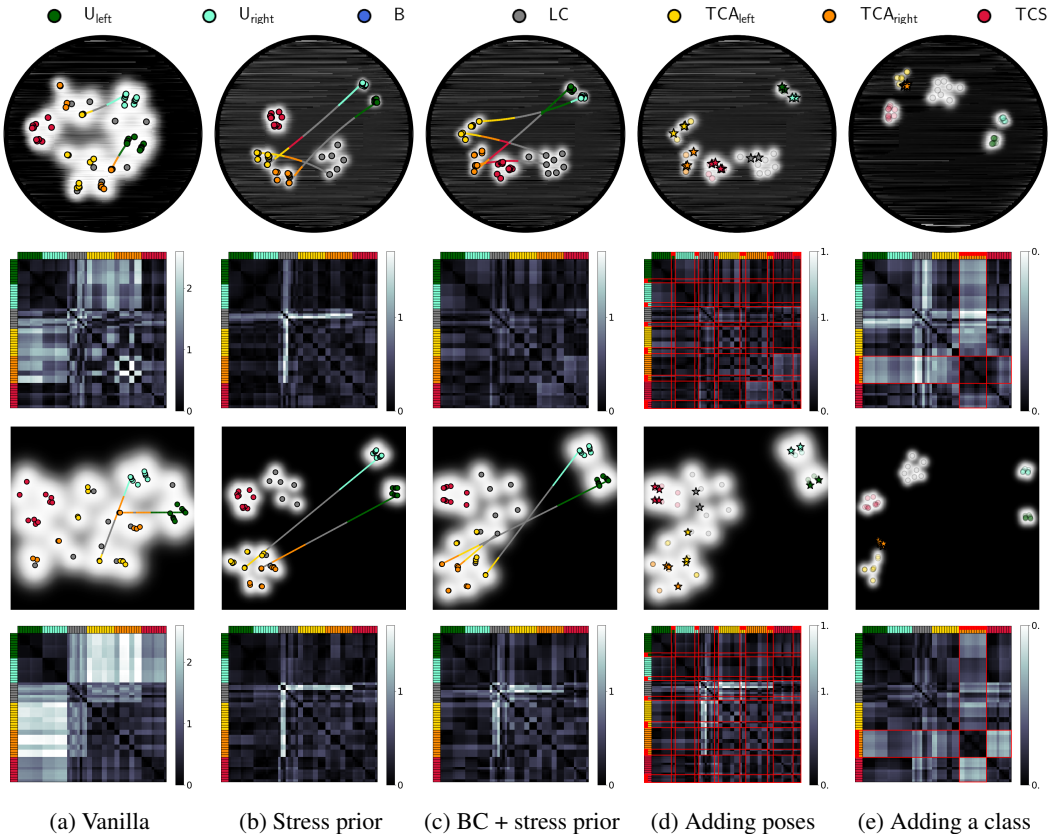 U_left U_right B LC TCA_left TCA_right TCS
2 1 0
1 0
1 0
1. 1. 0.
0. 0. 0.
2 1 0
1 0
1 0
1. 1. 0.
0. 0. 0.
(a) Vanilla (b) Stress prior (c) BC + stress prior (d) Adding poses (e) Adding a class